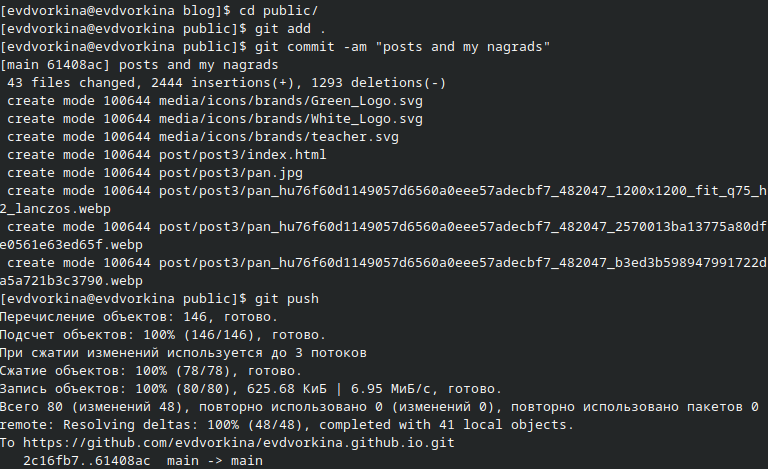 [evdvorkina@evdvorkina blog]$ cd public/
[evdvorkina@evdvorkina public]$ git add .
[evdvorkina@evdvorkina public]$ git commit -am "posts and my nagrads"
[main 61408ac] posts and my nagrads
 43 files changed, 2444 insertions(+), 1293 deletions(-)
 create mode 100644 media/icons/brands/Green_Logo.svg
 create mode 100644 media/icons/brands/White_Logo.svg
 create mode 100644 media/icons/brands/teacher.svg
 create mode 100644 post/post3/index.html
 create mode 100644 post/post3/pan.jpg
 create mode 100644 post/post3/pan_hu76f60d1149057d6560a0eee57adecbf7_482047_1200x1200_fit_q75_h
2_lanczos.webp
 create mode 100644 post/post3/pan_hu76f60d1149057d6560a0eee57adecbf7_482047_2570013ba13775a80df
e0561e63ed65f.webp
 create mode 100644 post/post3/pan_hu76f60d1149057d6560a0eee57adecbf7_482047_b3ed3b598947991722d
a5a721b3c3790.webp
[evdvorkina@evdvorkina public]$ git push
Перечисление объектов: 146, готово.
Подсчет объектов: 100% (146/146), готово.
При сжатии изменений используется до 3 потоков
Сжатие объектов: 100% (78/78), готово.
Запись объектов: 100% (80/80), 625.68 КиБ | 6.95 МиБ/с, готово.
Всего 80 (изменений 48), повторно использовано 0 (изменений 0), повторно использовано пакетов 0
remote: Resolving deltas: 100% (48/48), completed with 41 local objects.
To https://github.com/evdvorkina/evdvorkina.github.io.git
   2c16fb7..61408ac  main -> main